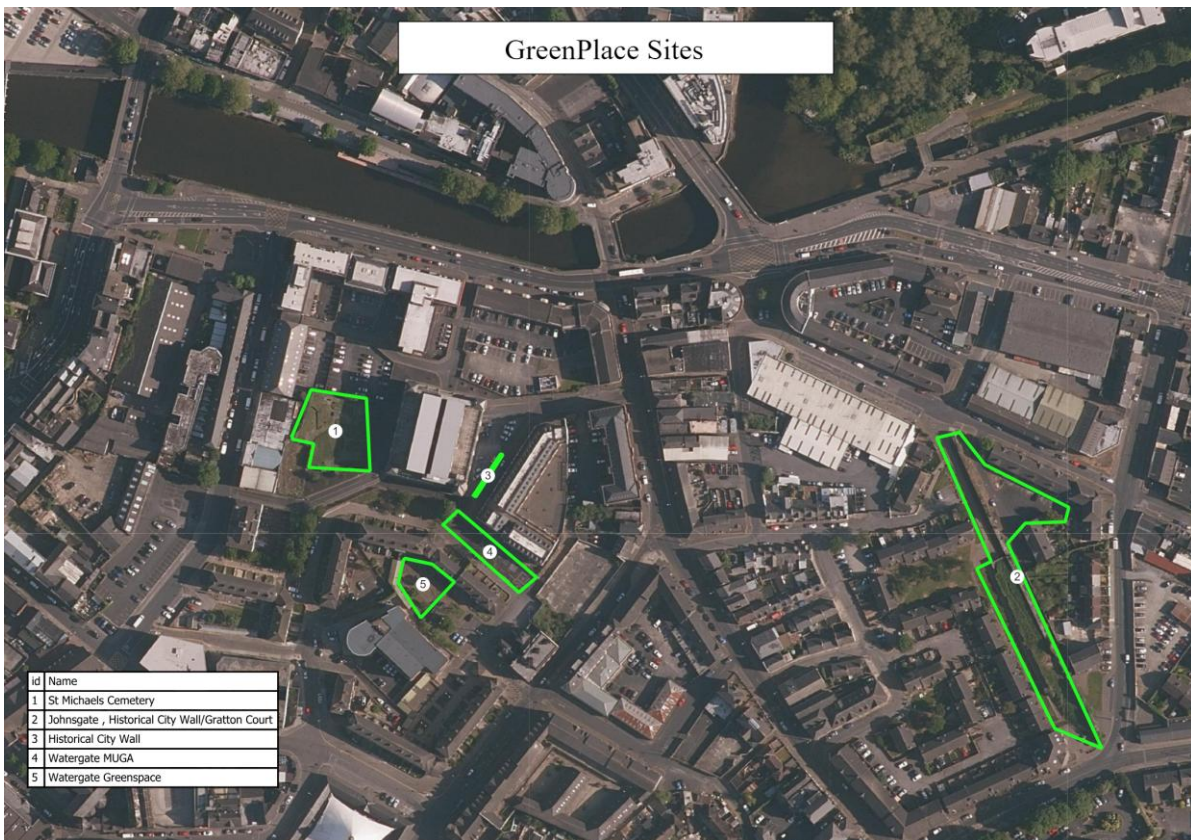 GreenPlace Sites
1
3
4
5
2
id Name
1 St Michaels Cemetery
2 Johnsgate , Historical City Wall/Gratton Court
3 Historical City Wall
4 Watergate MUGA
5 Watergate Greenspace